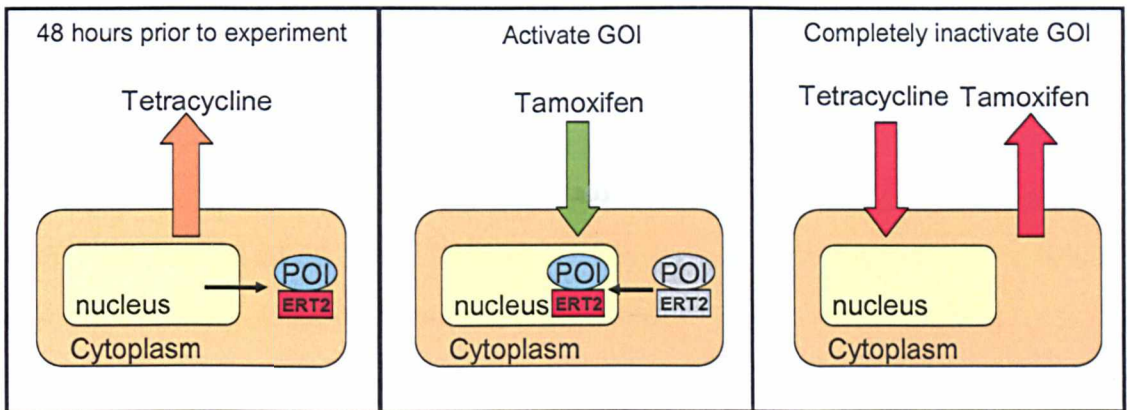 48 hours prior to experiment
Tetracycline
POI
ERT2
nucleus
Cytoplasm
Activate GOI
Tamoxifen
POI
POI
nucleus
ERT2
ERT2
Cytoplasm
Completely inactivate GOI
Tetracycline Tamoxifen
nucleus
Cytoplasm